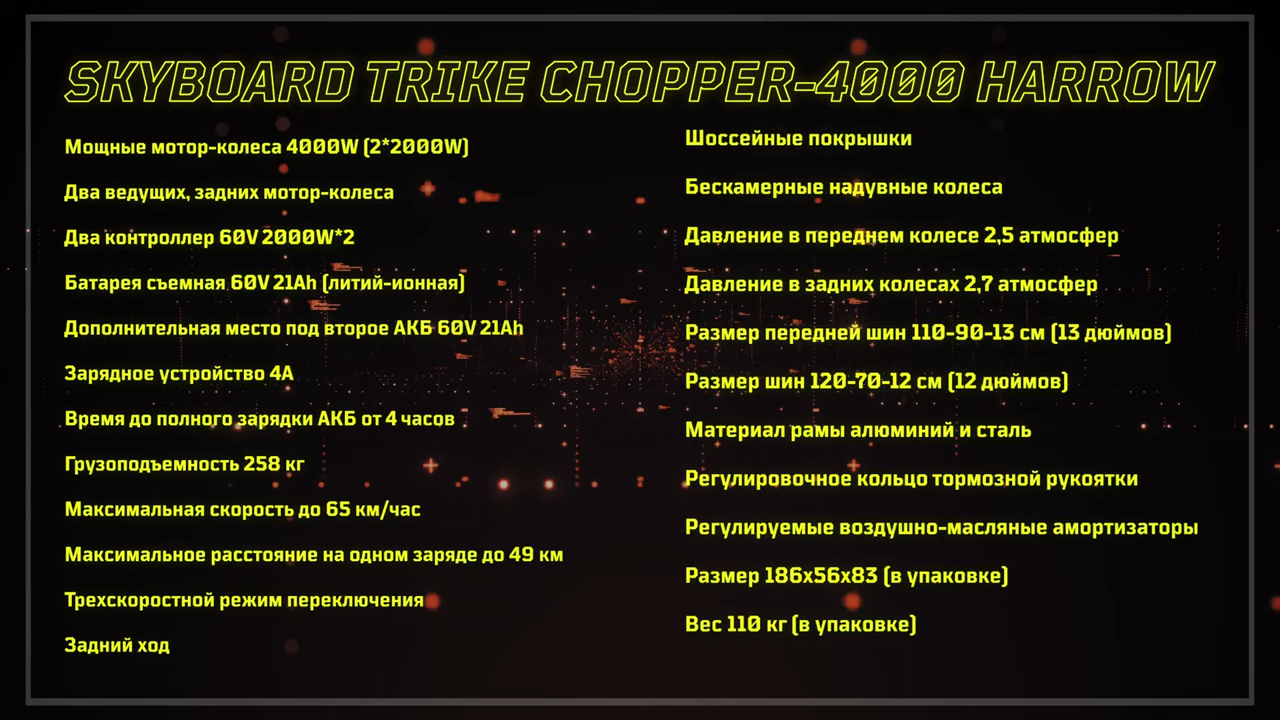 SKYBOARD TRIKE CHOPPER-4000 HARROW
Мощные мотор-колеса 4000W (2*2000W)
Два ведущих, задних мотор-колеса
Два контроллер 60V 2000W*2
Батарея съемная 60V 21Ah (литий-ионная)
Дополнительная место под второе АКБ 60V 21Ah
Зарядное устройство 4A
Время до полного зарядки АКБ от 4 часов
Грузоподъемность 258 кг
Максимальная скорость до 65 км/час
Максимальное расстояние на одном заряде до 49 км
Трехскоростной режим переключения
Задний ход
Шоссейные покрышки
Бескамерные надувные колеса
Давление в переднем колесе 2,5 атмосфер
Давление в задних колесах 2,7 атмосфер
Размер передней шин 110-90-13 см (13 дюймов)
Размер шин 120-70-12 см (12 дюймов)
Материал рамы алюминий и сталь
Регулировочное кольцо тормозной рукоятки
Регулируемые воздушно-масляные амортизаторы
Размер 186x56x83 (в упаковке)
Вес 110 кг (в упаковке)